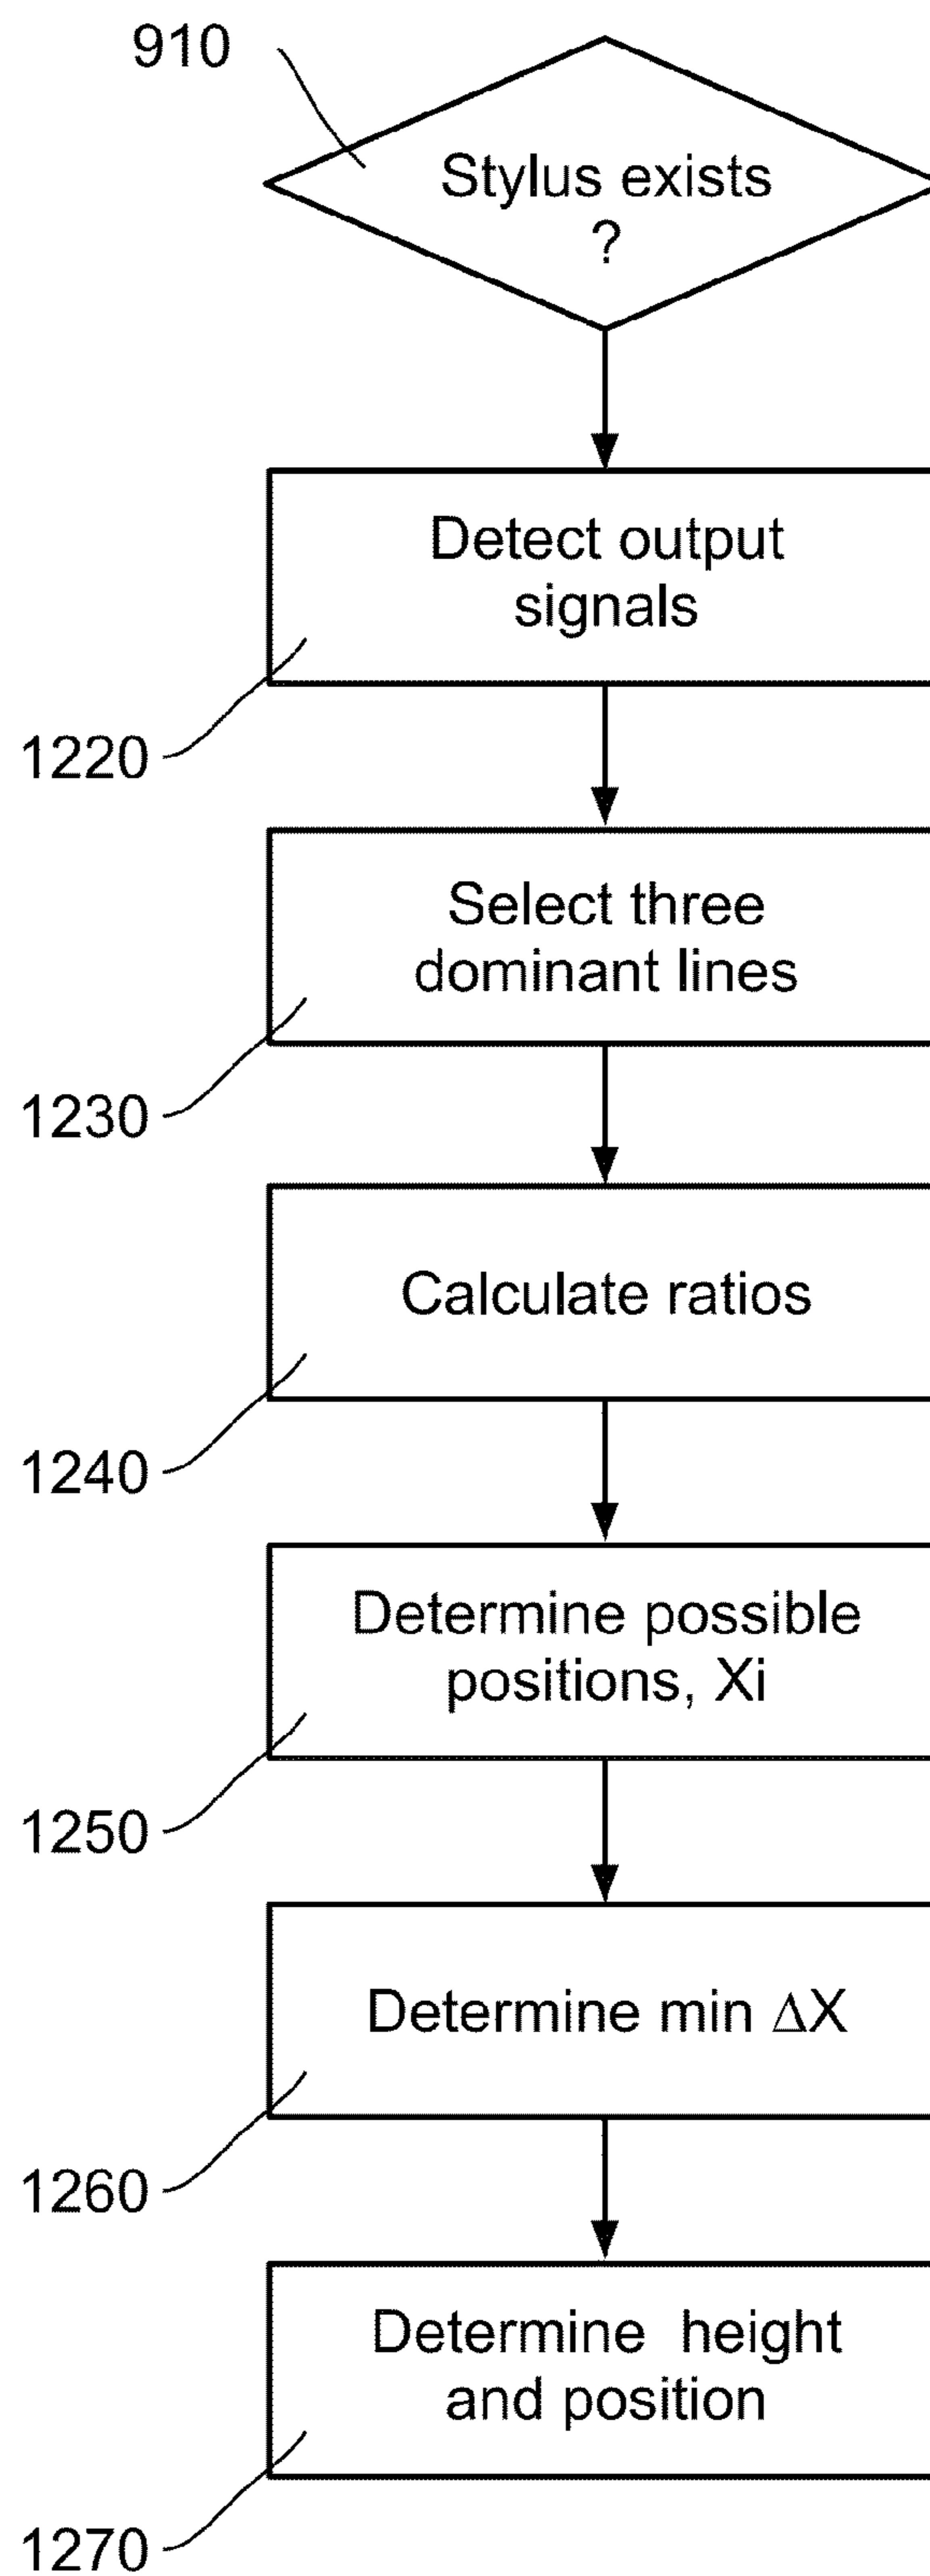 910
Stylus exists
?
Detect output
signals
1220
Select three
dominant lines
1230
Calculate ratios
1240
Determine possible
positions, Xi
1250
Determine min ΔX
1260
Determine height
and position
1270